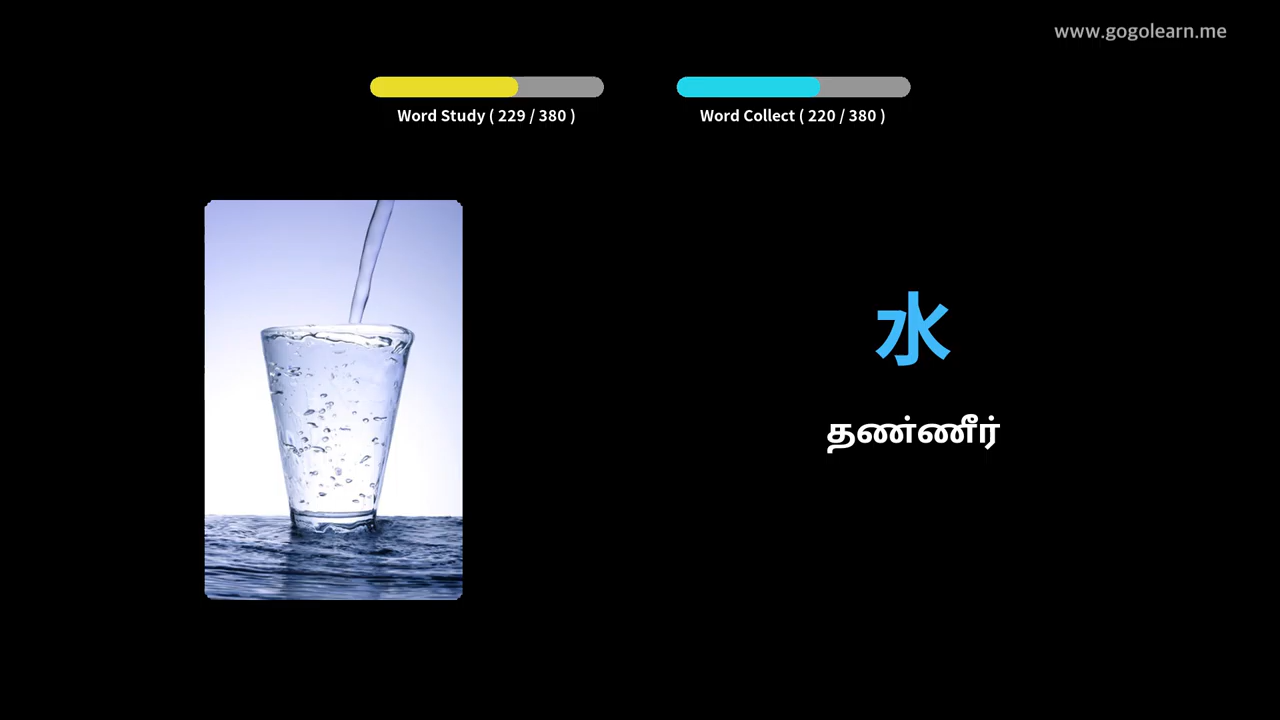 www.gogolearn.me
Word Study ( 229 / 380 )
Word Collect ( 220 / 380 )
水
தண்ணீர்